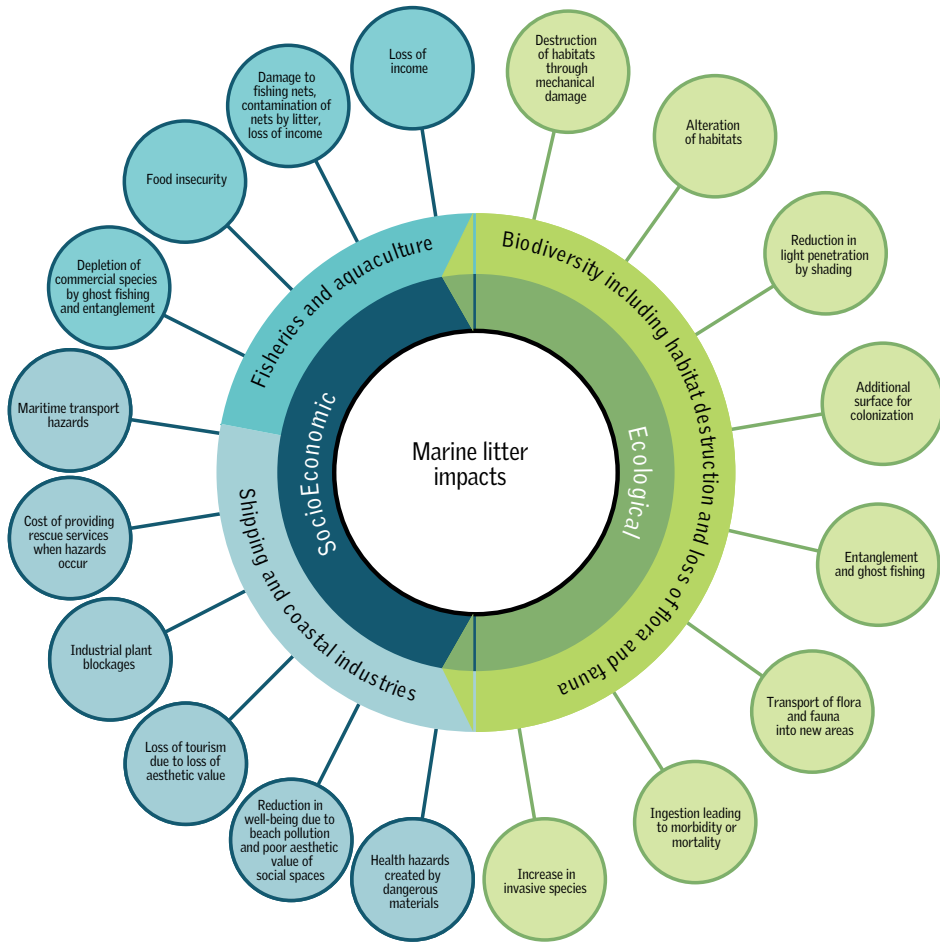 Marine litter
impacts
SocioEconomic
Ecological
Fisheries and aquaculture
Shipping and coastal industries
Biodiversity including habitat destruction and loss of flora and fauna
Loss of
income
Damage to
fishing nets,
contamination of
nets by litter,
loss of income
Food insecurity
Depletion of
commercial species
by ghost fishing
and entanglement
Maritime transport
hazards
Cost of providing
rescue services
when hazards
occur
Industrial plant
blockages
Loss of tourism
due to loss of
aesthetic value
Reduction in
well-being due to
beach pollution
and poor aesthetic
value of
social spaces
Health hazards
created by
dangerous
materials
Destruction
of habitats
through
mechanical
damage
Alteration
of habitats
Reduction in
light penetration
by shading
Additional
surface for
colonization
Entanglement
and ghost fishing
Transport of flora
and fauna
into new areas
Ingestion leading
to morbidity or
mortality
Increase in
invasive species